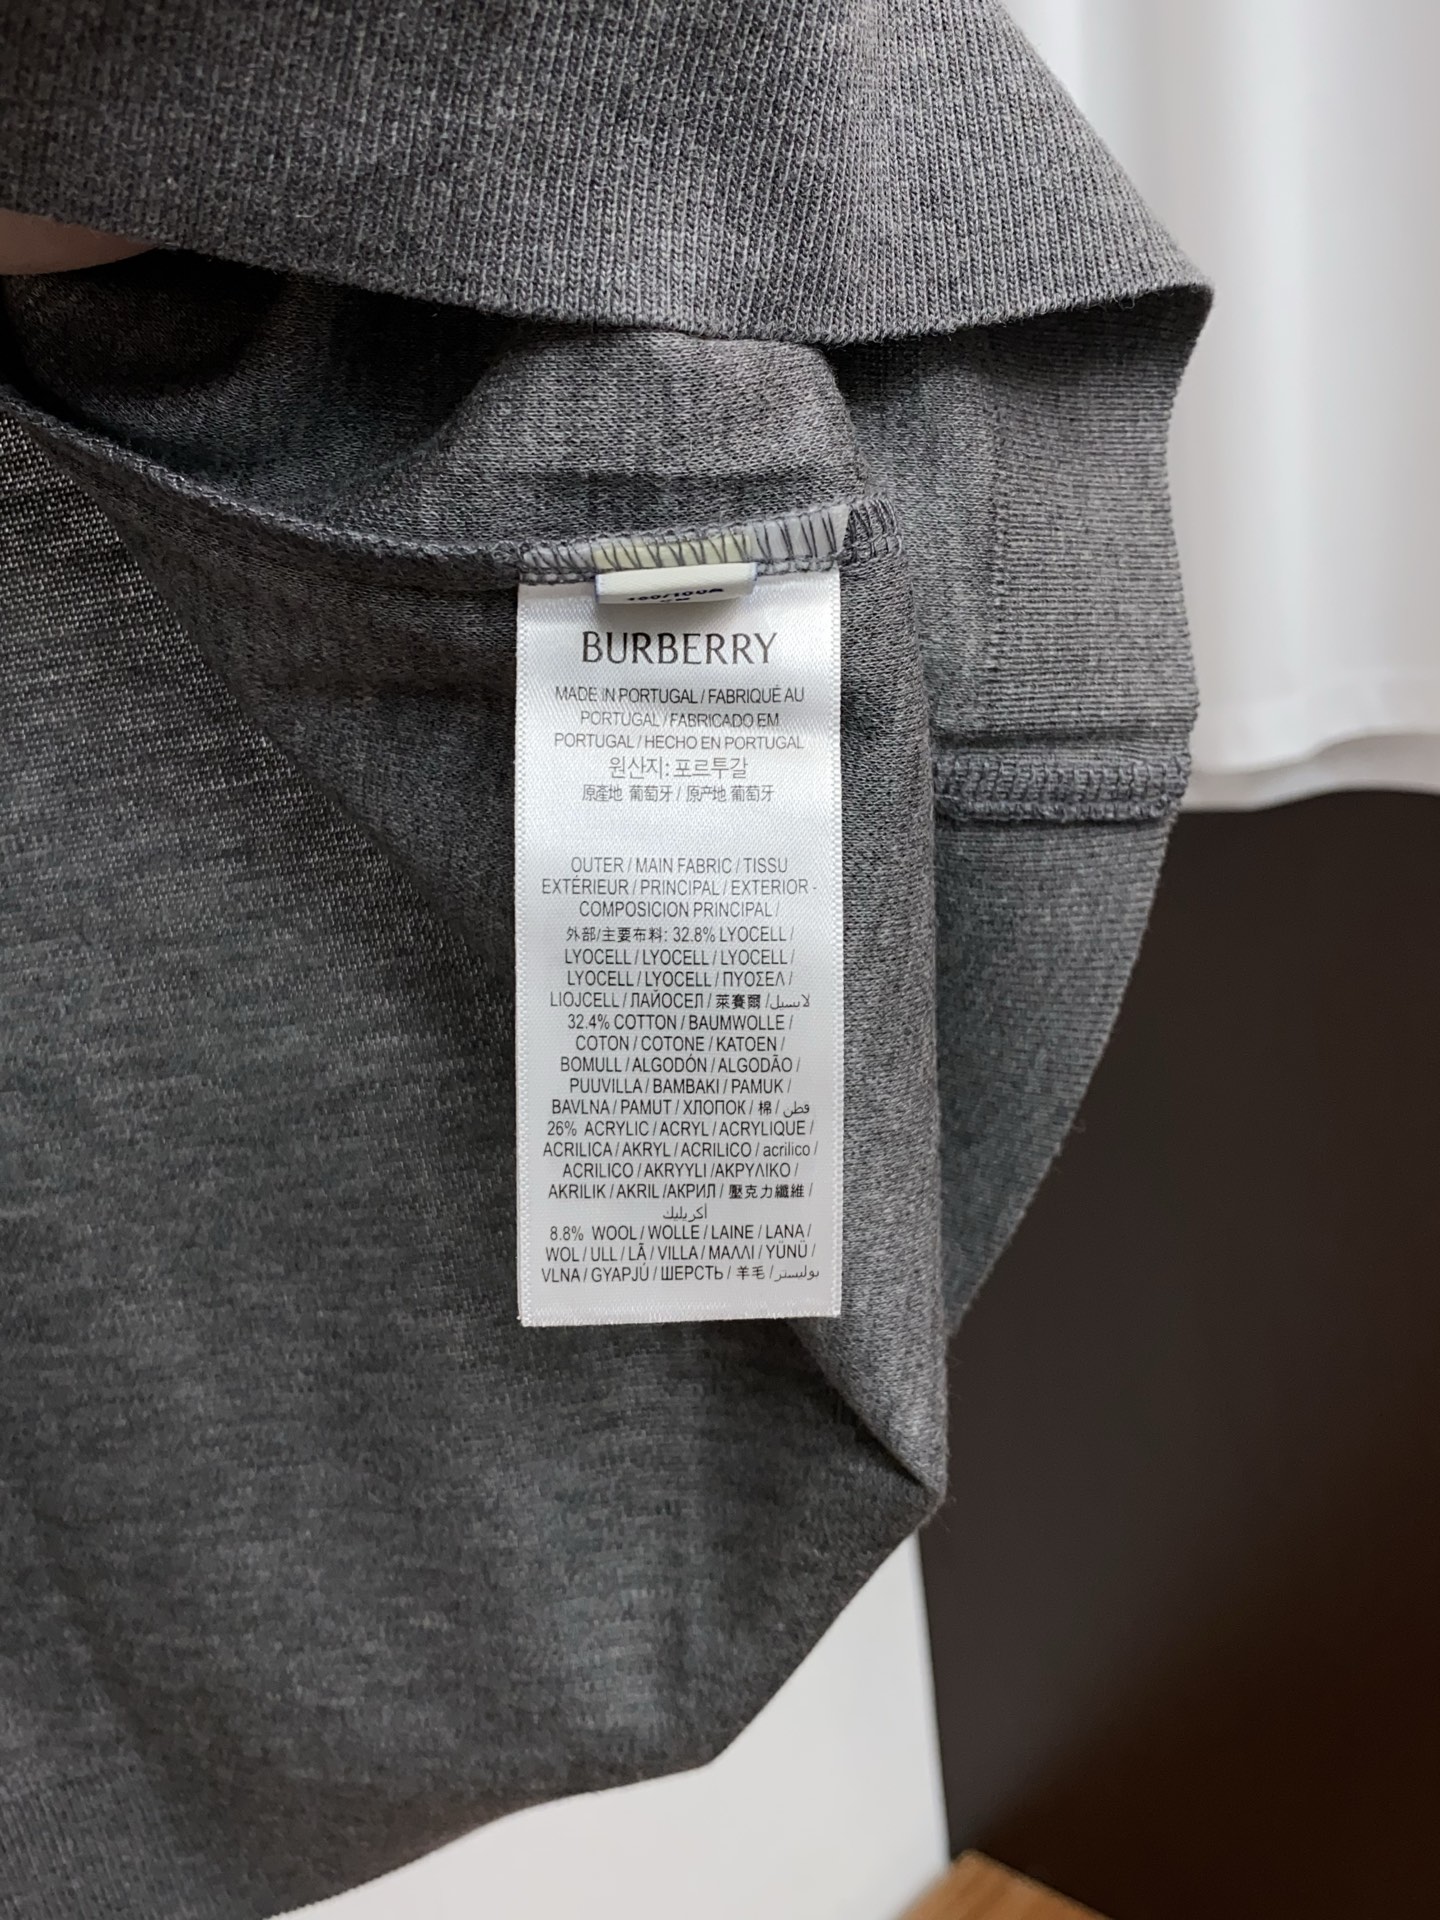 BURBERRY
MADE IN PORTUGAL / FABRIQUÉ AU
PORTUGAL / FABRICADO EM
PORTUGAL / HECHO EN PORTUGAL
원산지: 포르투갈
原產地 葡萄牙 / 原产地 葡萄牙
OUTER / MAIN FABRIC / TISSU
EXTÉRIEUR / PRINCIPAL / EXTERIOR -
COMPOSICION PRINCIPAL /
外部/主要布料: 32.8% LYOCELL /
LYOCELL / LYOCELL / LYOCELL /
LYOCELL / LYOCELL / ΠΥΟΣΕΛ /
LIOJCELL / ЛАЙОСЕЛ / 萊賽爾 / لايسيل
32.4% COTTON / BAUMWOLLE /
COTON / COTONE / KATOEN /
BOMULL / ALGODÓN / ALGODÃO /
PUUVILLA / BAMBAKI / PAMUK /
BAVLNA / PAMUT / ХЛОПОК / 棉 / قطن
26% ACRYLIC / ACRYL / ACRYLIQUE /
ACRILICA / AKRYL / ACRILICO / acrilico /
ACRILICO / AKRYYLI /ΑΚΡΥΛΙΚΟ /
AKRILIK / AKRIL /АКРИЛ / 壓克力纖維 /
أكريليك
8.8% WOOL / WOLLE / LAINE / LANA /
WOL / ULL / LÃ / VILLA / ΜΑΛΛΙ / YÜNÜ /
VLNA / GYAPJÚ / ШЕРСТЬ / 羊毛 / بوليستر